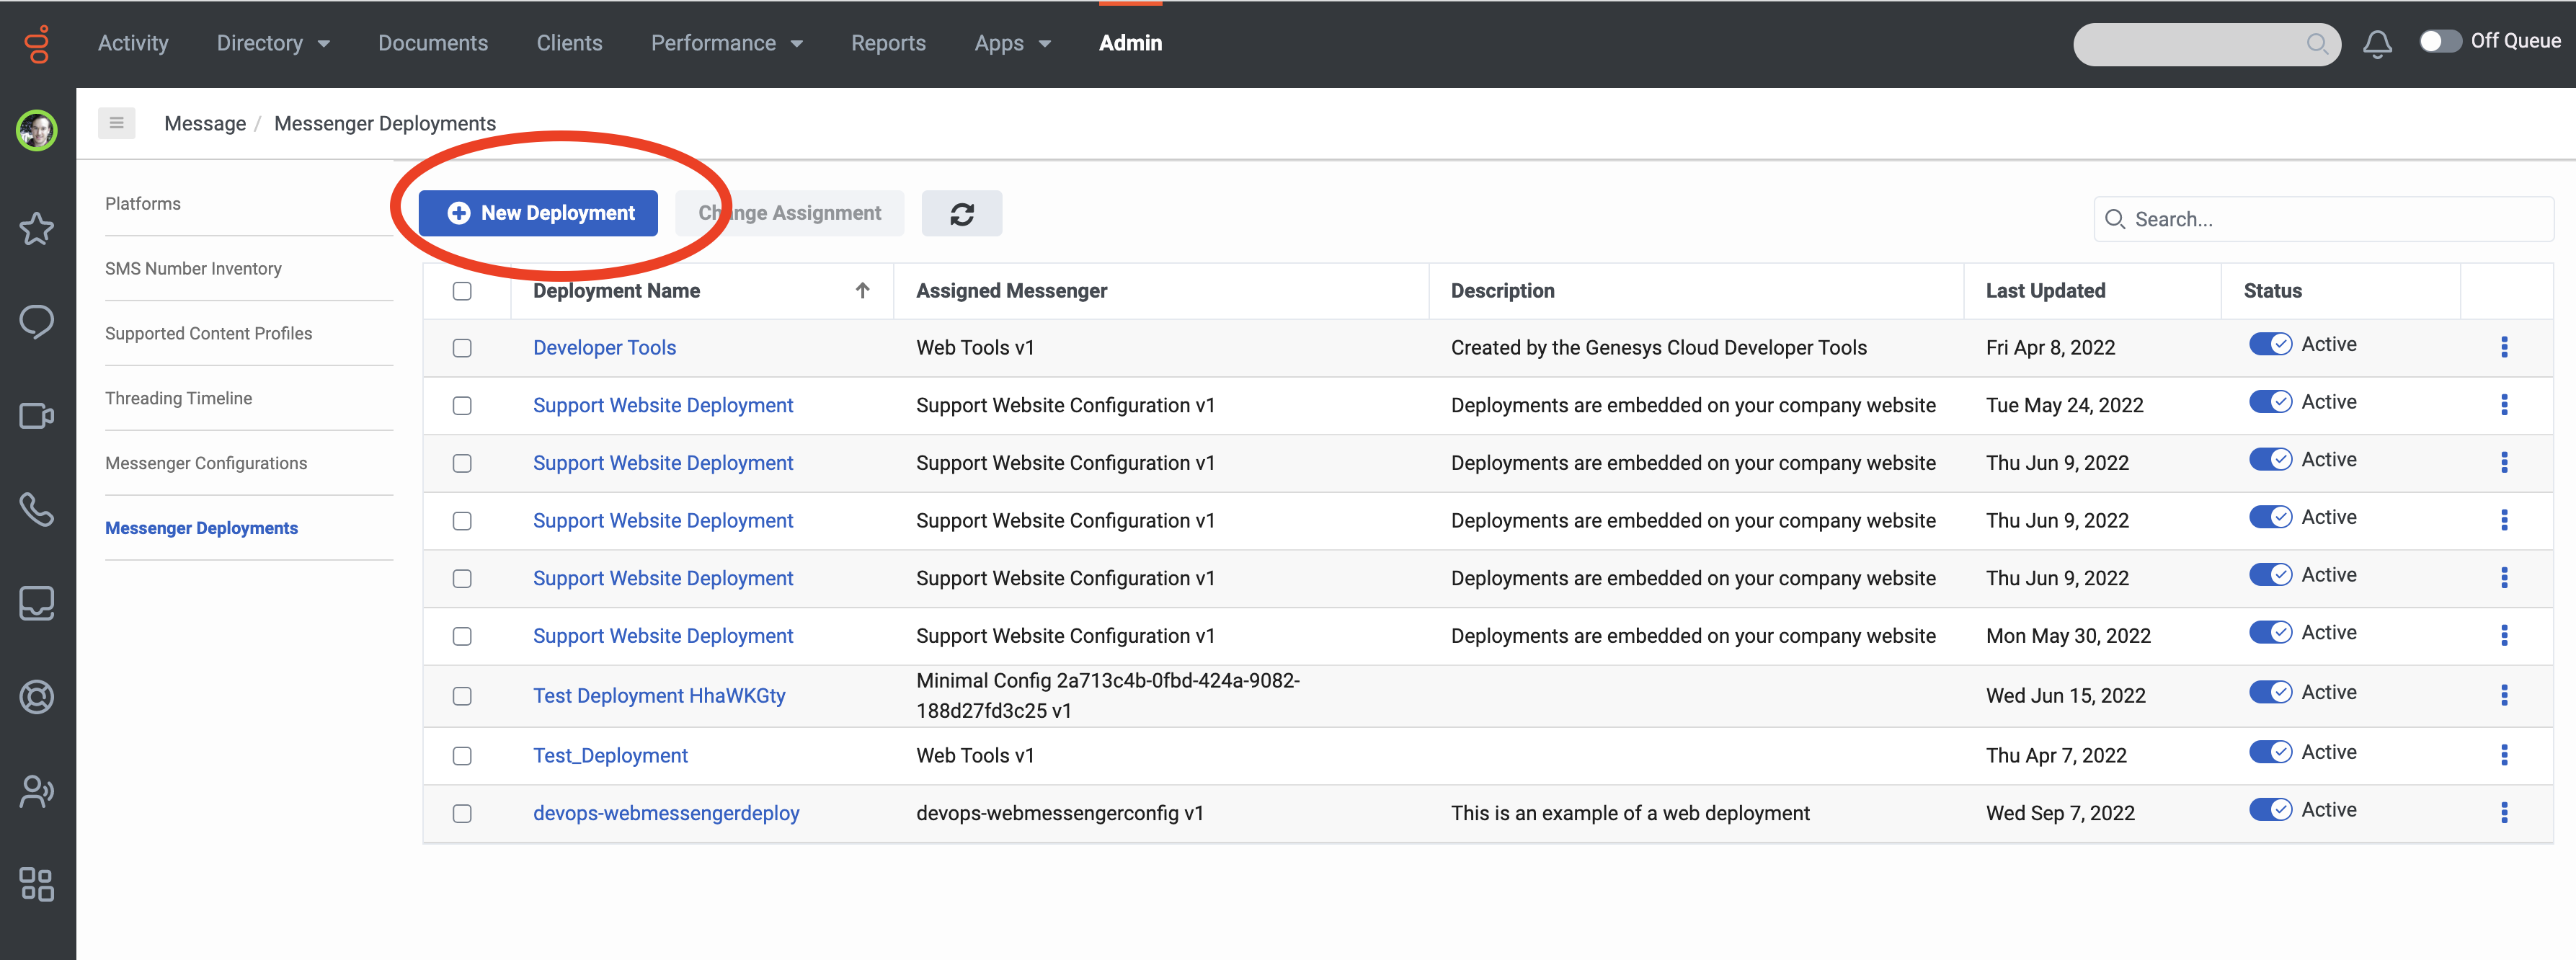 Activity Directory Documents Clients Performance Reports Apps Admin Off Queue
Message / Messenger Deployments
Platforms
SMS Number Inventory
Supported Content Profiles
Threading Timeline
Messenger Configurations
Messenger Deployments
New Deployment Change Assignment Search...
Deployment Name Assigned Messenger Description Last Updated Status
Developer Tools Web Tools v1 Created by the Genesys Cloud Developer Tools Fri Apr 8, 2022 Active
Support Website Deployment Support Website Configuration v1 Deployments are embedded on your company website Tue May 24, 2022 Active
Support Website Deployment Support Website Configuration v1 Deployments are embedded on your company website Thu Jun 9, 2022 Active
Support Website Deployment Support Website Configuration v1 Deployments are embedded on your company website Thu Jun 9, 2022 Active
Support Website Deployment Support Website Configuration v1 Deployments are embedded on your company website Thu Jun 9, 2022 Active
Support Website Deployment Support Website Configuration v1 Deployments are embedded on your company website Mon May 30, 2022 Active
Test Deployment HhaWKGty Minimal Config 2a713c4b-0fbd-424a-9082-
188d27fd3c25 v1 Wed Jun 15, 2022 Active
Test_Deployment Web Tools v1 Thu Apr 7, 2022 Active
devops-webmessengerdeploy devops-webmessengerconfig v1 This is an example of a web deployment Wed Sep 7, 2022 Active